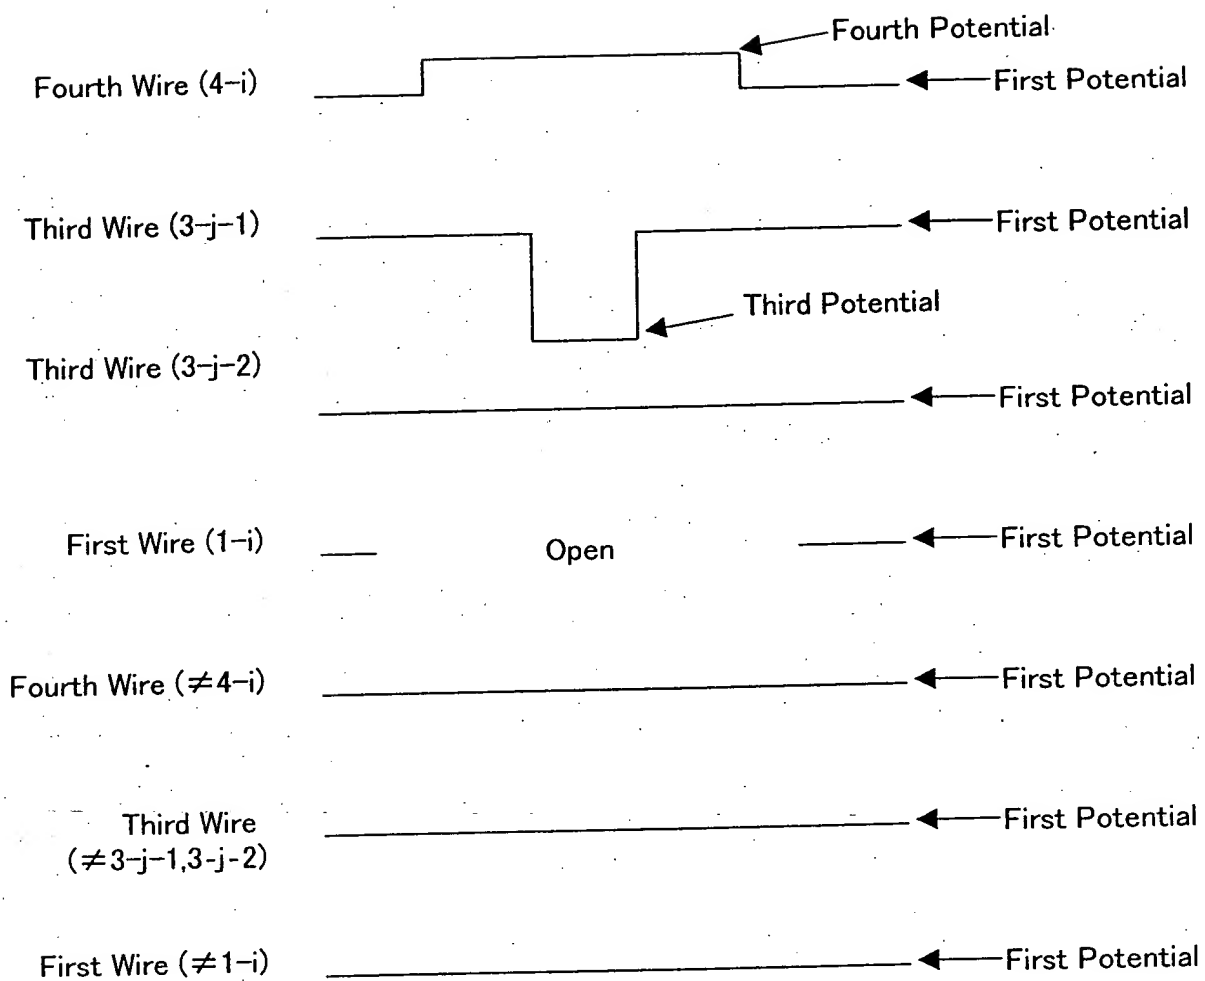 Fourth Potential
Fourth Wire (4-i)
First Potential
Third Wire (3-j-1)
First Potential
Third Potential
Third Wire (3-j-2)
First Potential
First Wire (1-i)
Open
First Potential
Fourth Wire (≠4-i)
First Potential
Third Wire
(≠3-j-1,3-j-2)
First Potential
First Wire (≠1-i)
First Potential